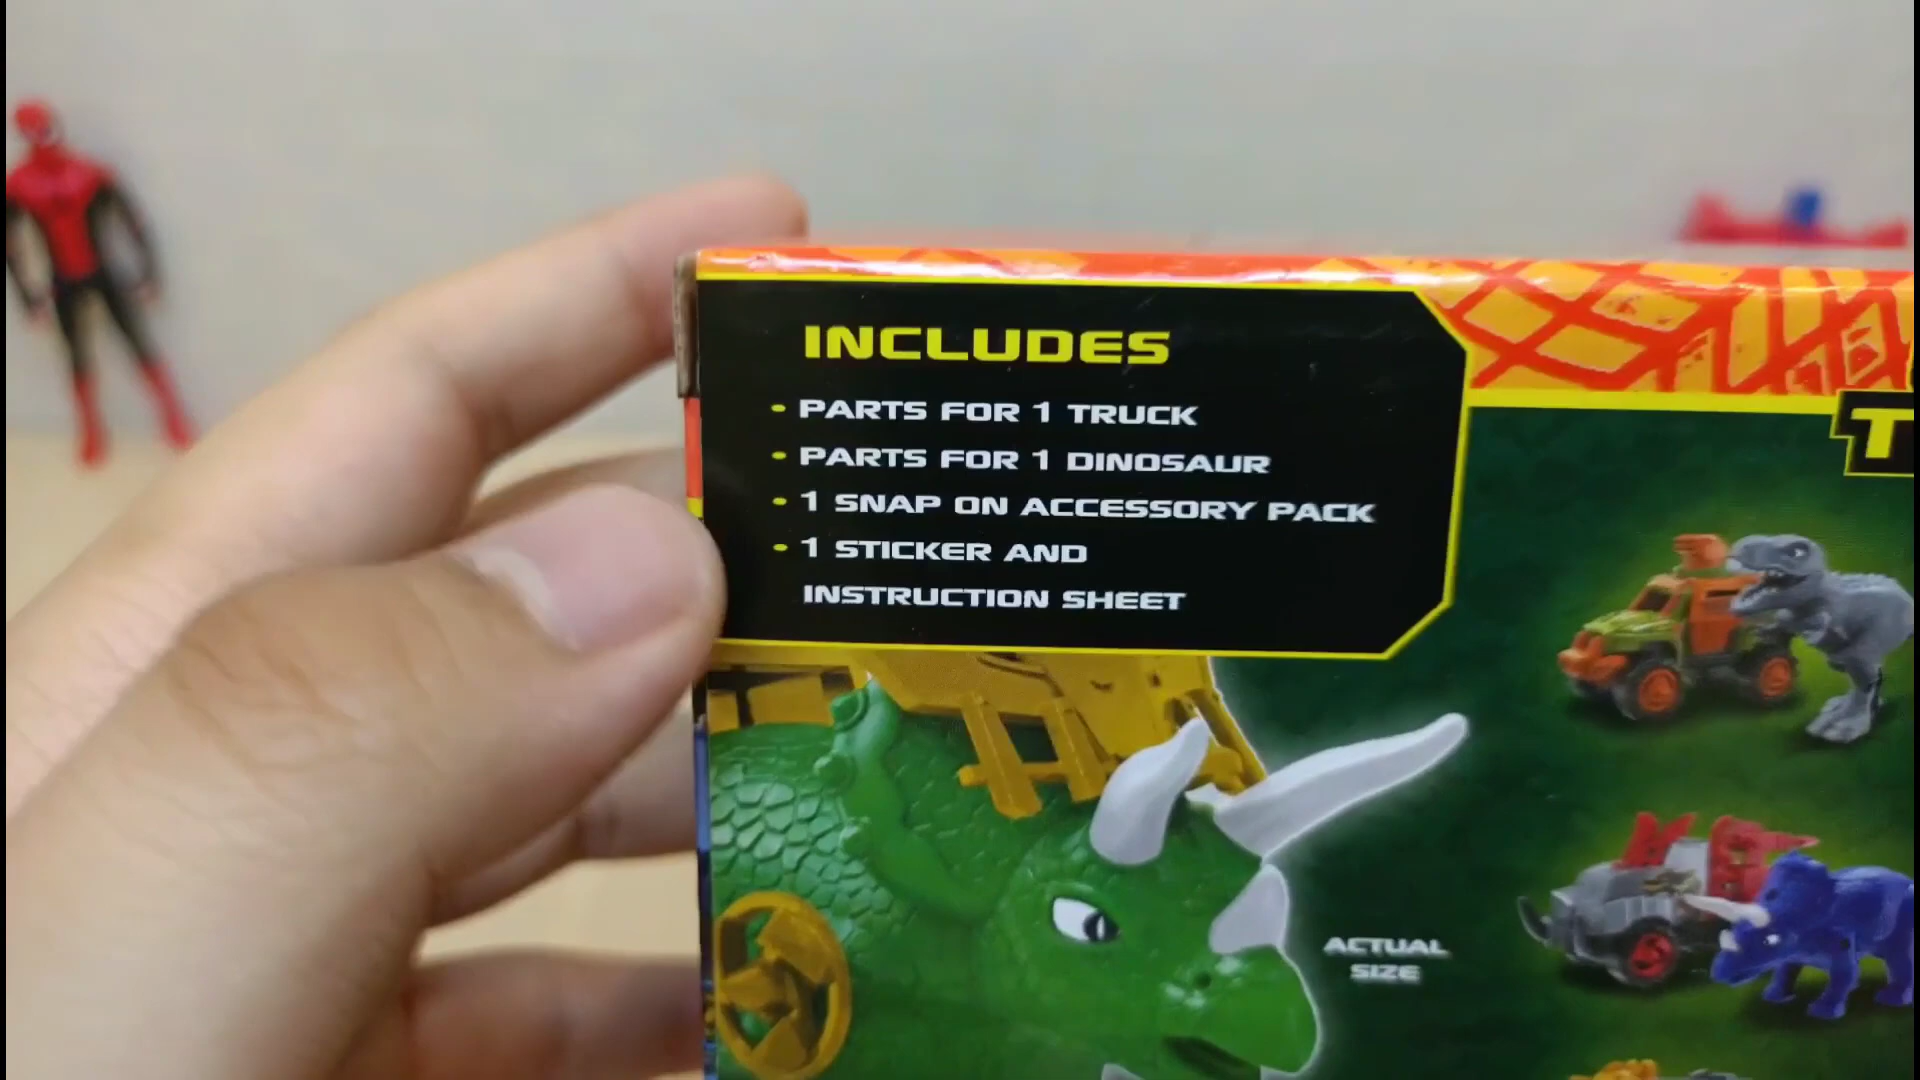 INCLUDES
• PARTS FOR 1 TRUCK
• PARTS FOR 1 DINOSAUR
• 1 SNAP ON ACCESSORY PACK
• 1 STICKER AND
INSTRUCTION SHEET
T
ACTUAL
SIZE